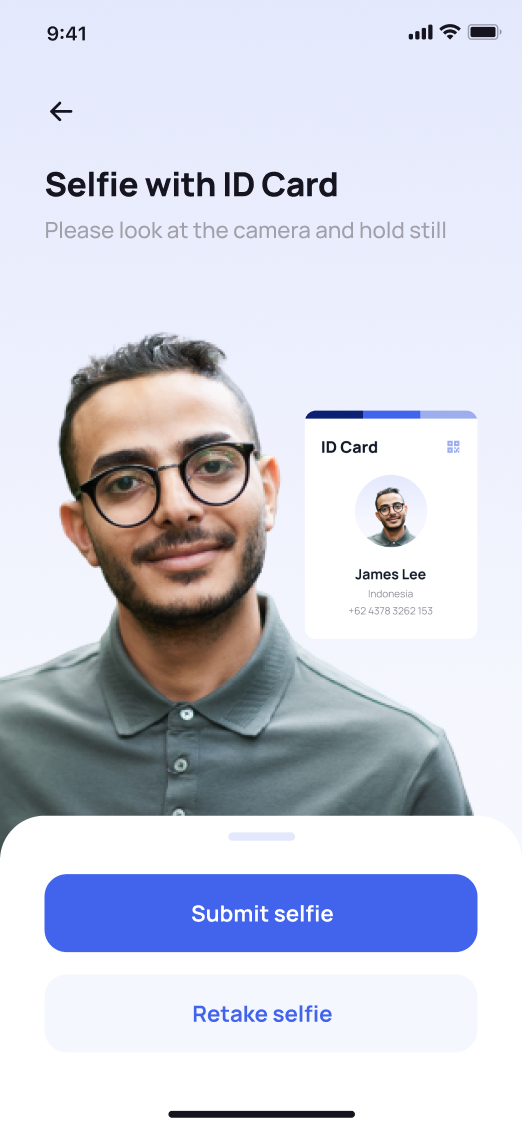 9:41
Selfie with ID Card
Please look at the camera and hold still
ID Card
James Lee
Indonesia
+62 4378 3262 153
Submit selfie
Retake selfie